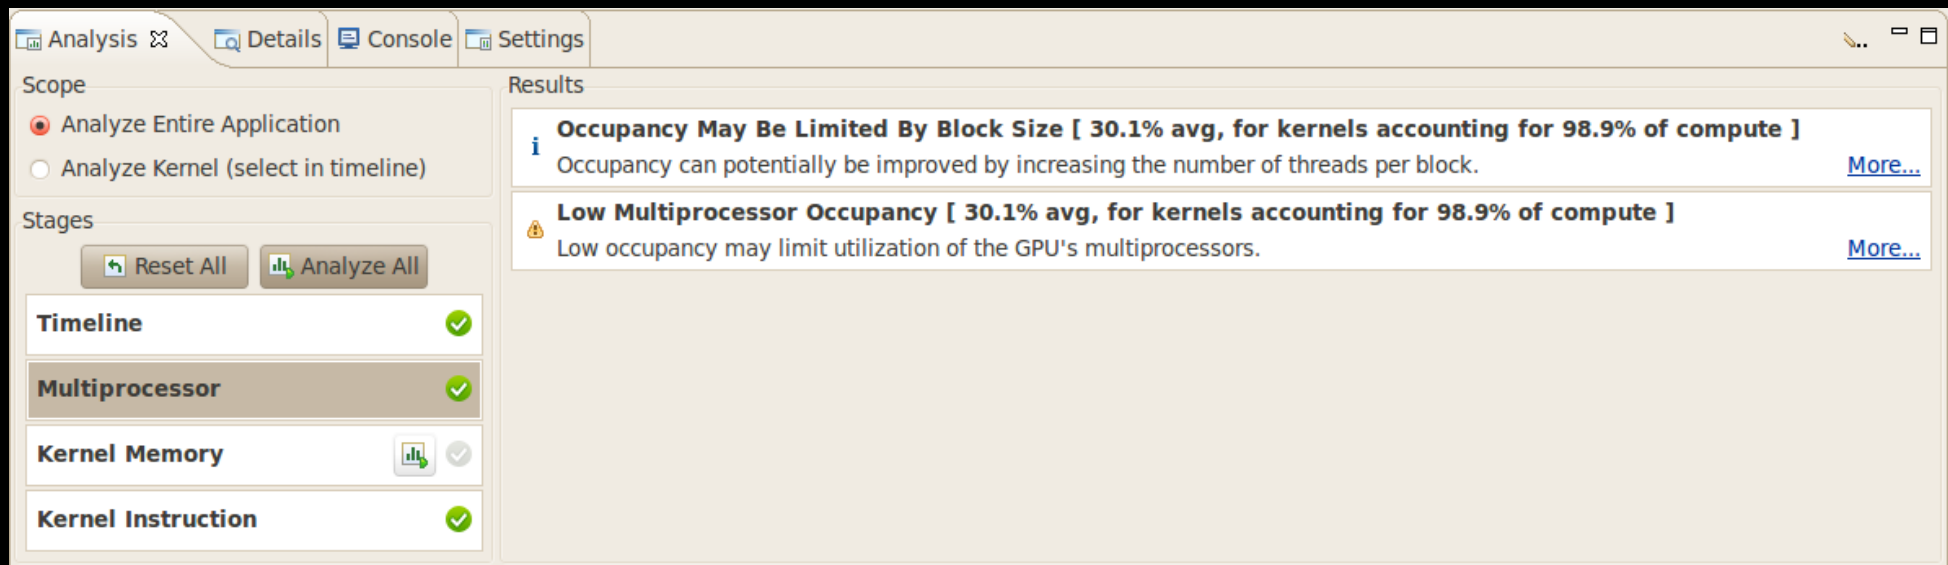 Analysis
Details
Console
Settings
Scope
Analyze Entire Application
Analyze Kernel (select in timeline)
Stages
Reset All
Analyze All
Timeline
Multiprocessor
Kernel Memory
Kernel Instruction
Results
Occupancy May Be Limited By Block Size [ 30.1% avg, for kernels accounting for 98.9% of compute ]
Occupancy can potentially be improved by increasing the number of threads per block.
More...
Low Multiprocessor Occupancy [ 30.1% avg, for kernels accounting for 98.9% of compute ]
Low occupancy may limit utilization of the GPU's multiprocessors.
More...